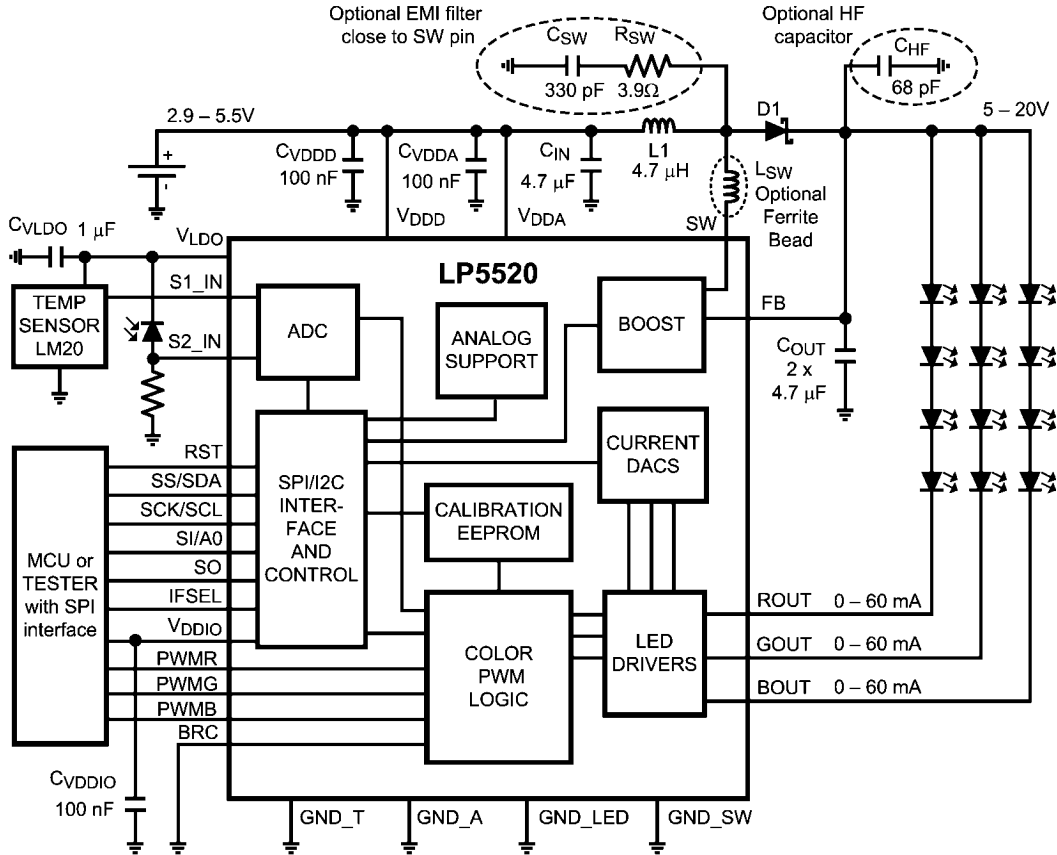 Optional EMI filter
close to SW pin
CSW
RSW
330 pF
3.9Ω
Optional HF
capacitor
CHF
68 pF
2.9 – 5.5V
D1
5 – 20V
+
-
CVDDD
100 nF
CVDDA
100 nF
CIN
4.7 μF
L1
4.7 μH
LSW
Optional
Ferrite
Bead
VDDD
VDDA
SW
CVLDO 1 μF
VLDO
LP5520
S1_IN
TEMP
SENSOR
LM20
S2_IN
ADC
ANALOG
SUPPORT
BOOST
FB
COUT
2 x
4.7 μF
CURRENT
DACS
RST
SS/SDA
SCK/SCL
SI/A0
SO
IFSEL
VDDIO
PWMR
PWMG
PWMB
BRC
MCU or
TESTER
with SPI
interface
SPI/I2C
INTER-
FACE
AND
CONTROL
CALIBRATION
EEPROM
COLOR
PWM
LOGIC
LED
DRIVERS
ROUT 0 – 60 mA
GOUT 0 – 60 mA
BOUT 0 – 60 mA
CVDDIO
100 nF
GND_T
GND_A
GND_LED
GND_SW